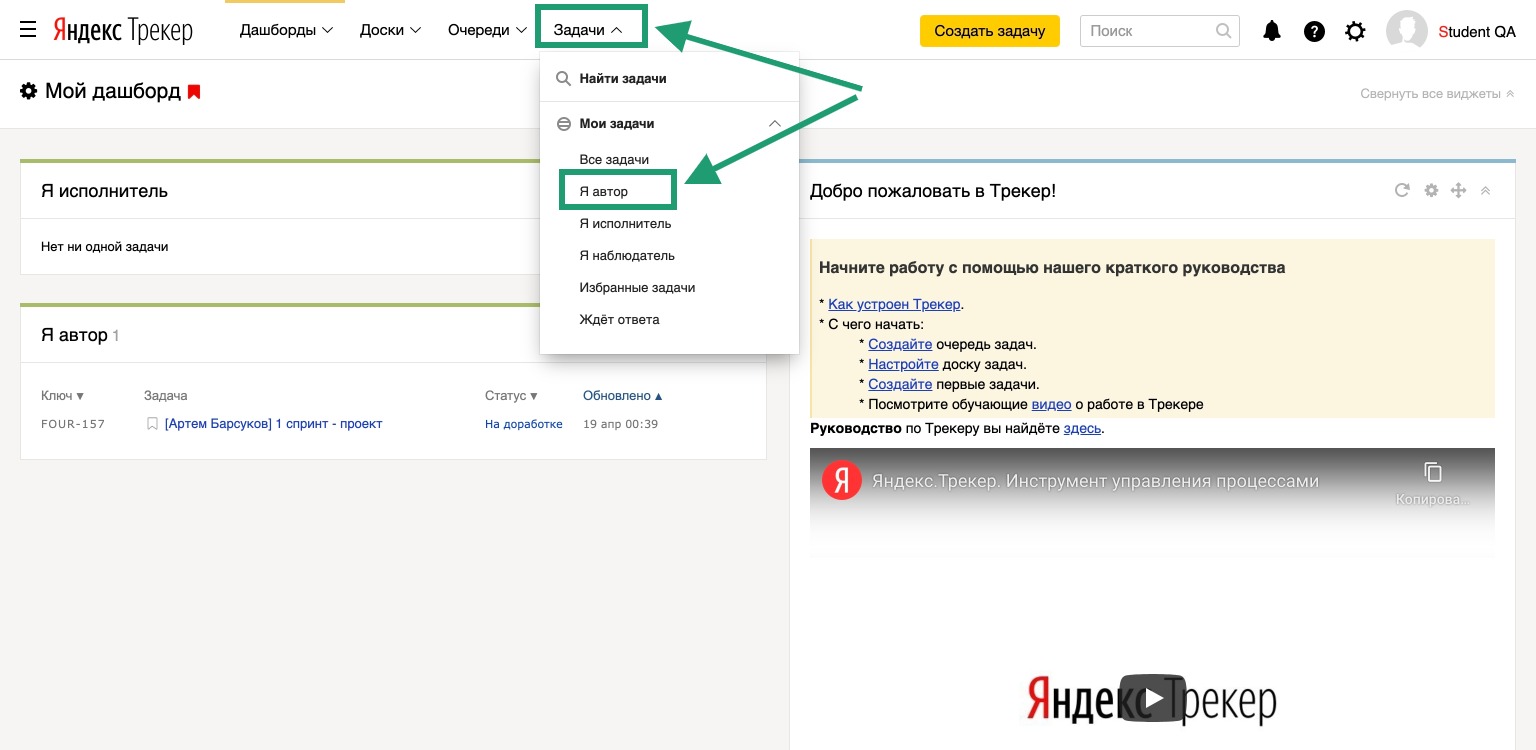 Яндекс Трекер
Дашборды
Доски
Очереди
Задачи
Создать задачу
Поиск
Student QA
Найти задачи
Мои задачи
Все задачи
Я автор
Я исполнитель
Я наблюдатель
Избранные задачи
Ждёт ответа
Мой дашборд
Свернуть все виджеты
Я исполнитель
Нет ни одной задачи
Я автор 1
Ключ ▼ Задача Статус ▼ Обновлено ▲
FOUR-157 [Артем Барсуков] 1 спринт - проект На доработке 19 апр 00:39
Добро пожаловать в Трекер!
Начните работу с помощью нашего краткого руководства
* Как устроен Трекер.
* С чего начать:
* Создайте очередь задач.
* Настройте доску задач.
* Создайте первые задачи.
* Посмотрите обучающие видео о работе в Трекере
Руководство по Трекеру вы найдёте здесь.
Я Яндекс.Трекер. Инструмент управления процессами
Копирова...
Яндекс Трекер